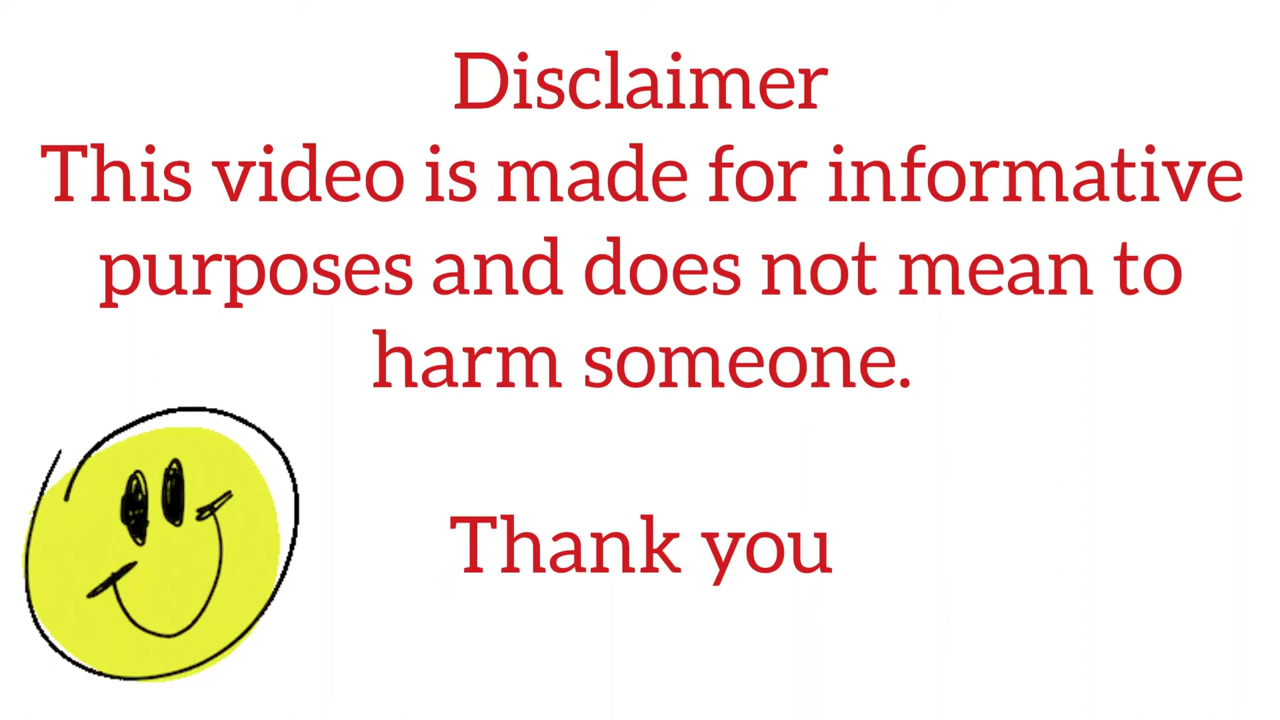 Disclaimer
This video is made for informative
purposes and does not mean to
harm someone.
Thank you